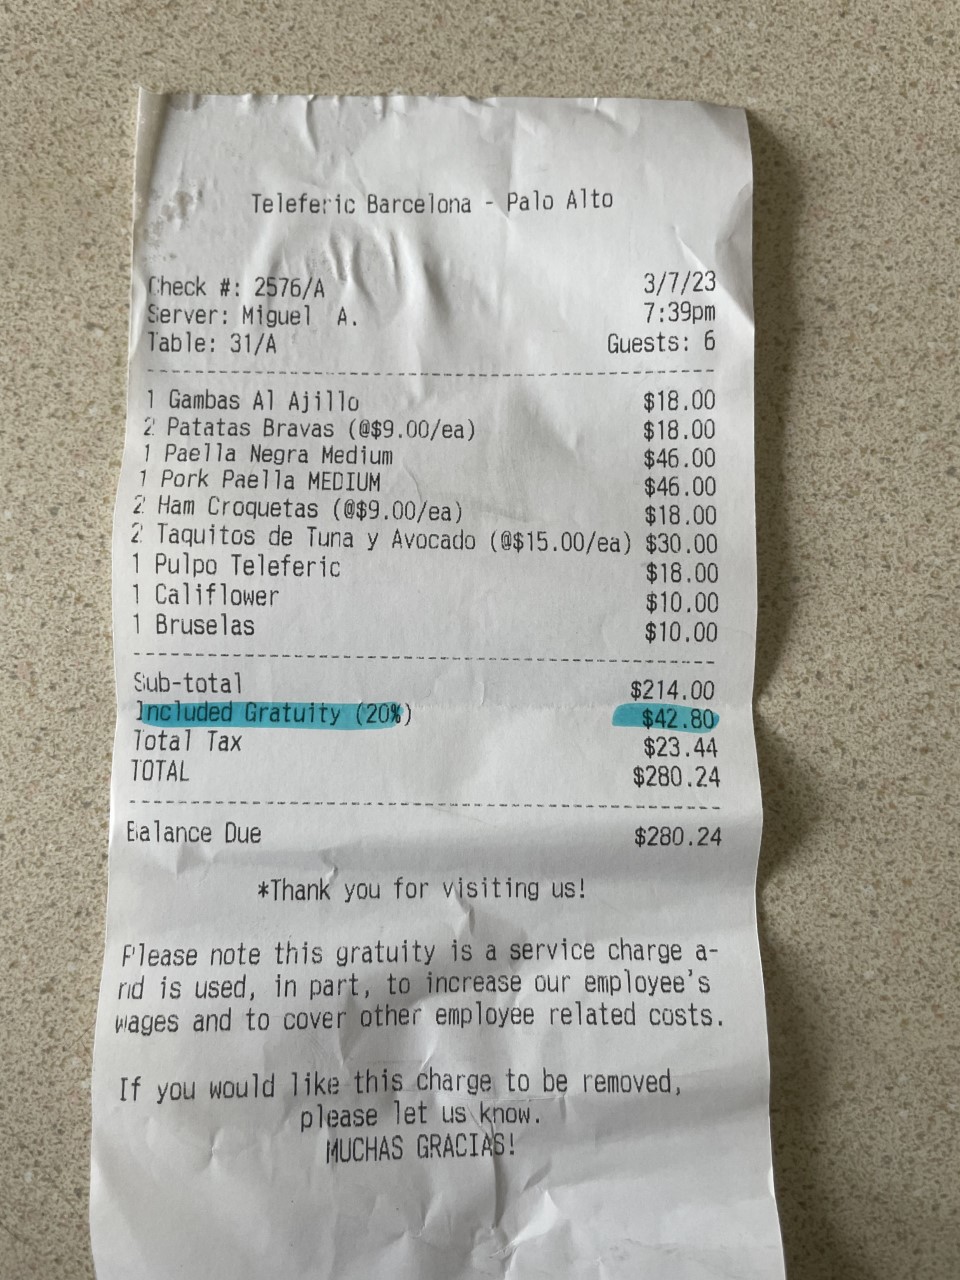 Teleferic Barcelona - Palo Alto
Check #: 2576/A 3/7/23
Server: Miguel A. 7:39pm
Table: 31/A Guests: 6
1 Gambas Al Ajillo $18.00
2 Patatas Bravas (@$9.00/ea) $18.00
1 Paella Negra Medium $46.00
1 Pork Paella MEDIUM $46.00
2 Ham Croquetas (@$9.00/ea) $18.00
2 Taquitos de Tuna y Avocado (@$15.00/ea) $30.00
1 Pulpo Teleferic $18.00
1 Califlower $10.00
1 Bruselas $10.00
Sub-total $214.00
Included Gratuity (20%) $42.80
Total Tax $23.44
TOTAL $280.24
Balance Due $280.24
*Thank you for visiting us!
Please note this gratuity is a service charge a-
nd is used, in part, to increase our employee's
wages and to cover other employee related costs.
If you would like this charge to be removed,
please let us know.
MUCHAS GRACIAS!